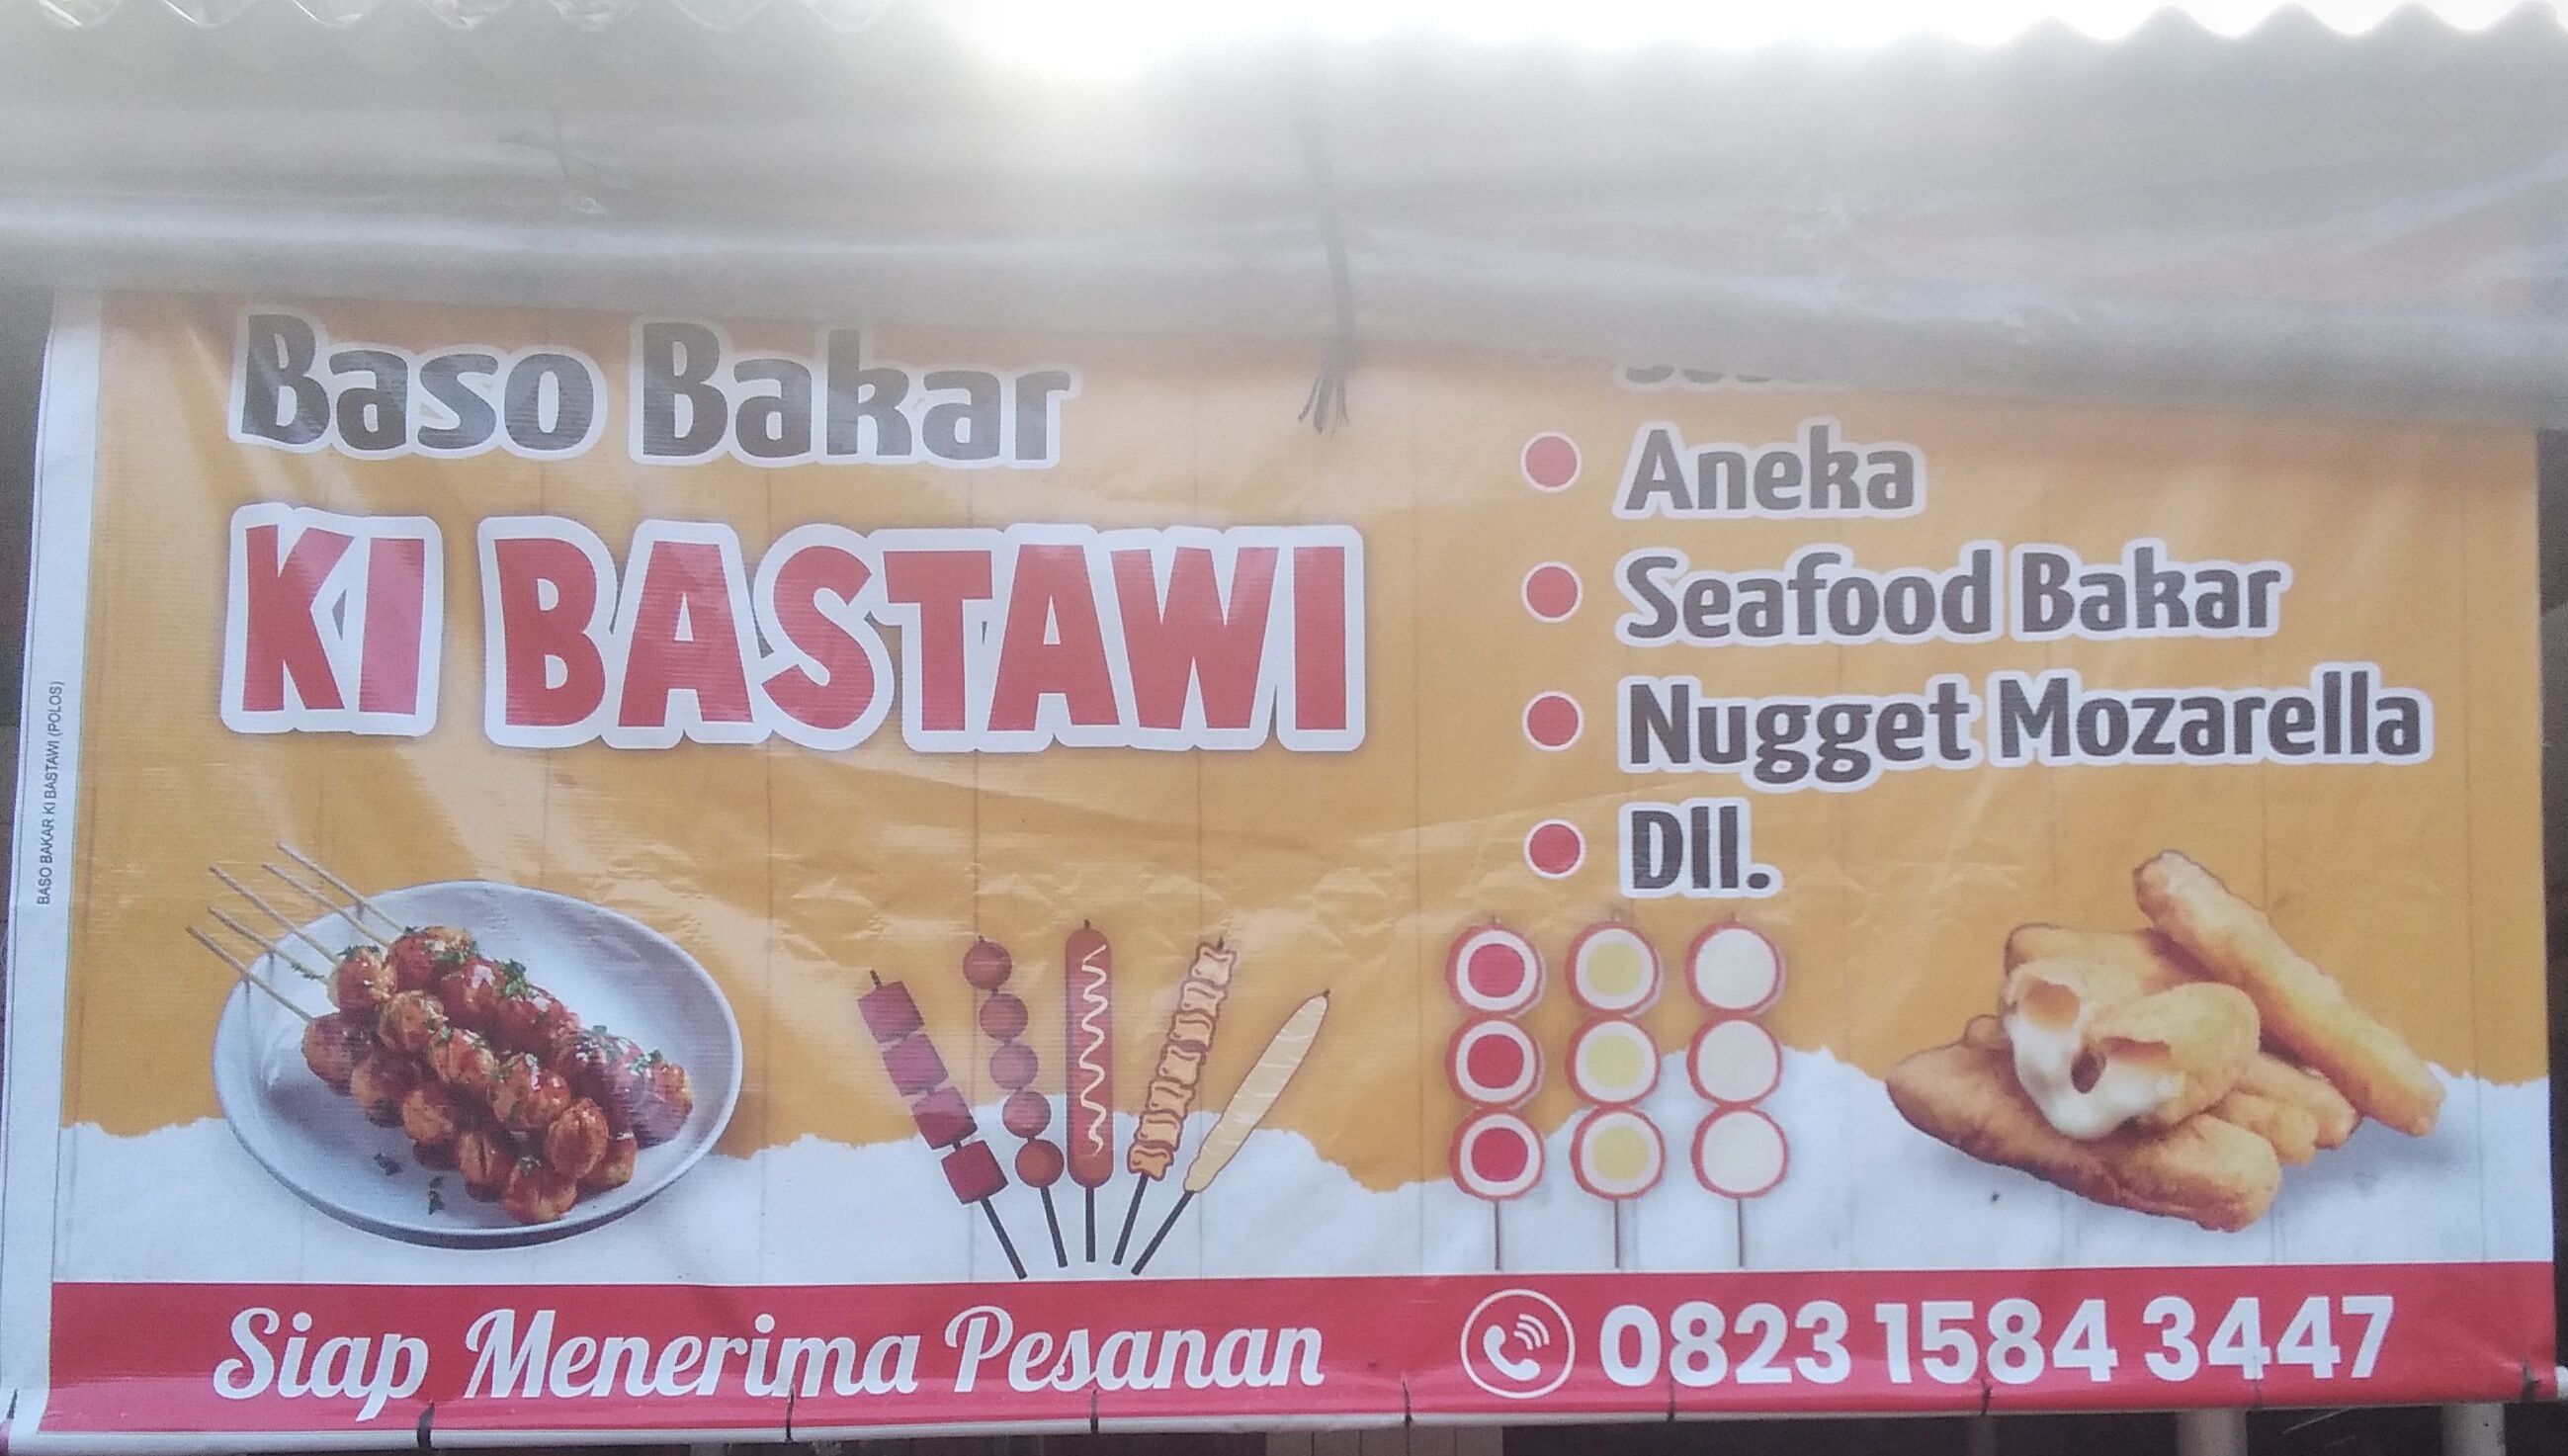 Baso Bakar
KI BASTAWI
Aneka
Seafood Bakar
Nugget Mozarella
Dll.
Siap Menerima Pesanan
0823 1584 3447
BASO BAKAR KI BASTAWI (POLOS)